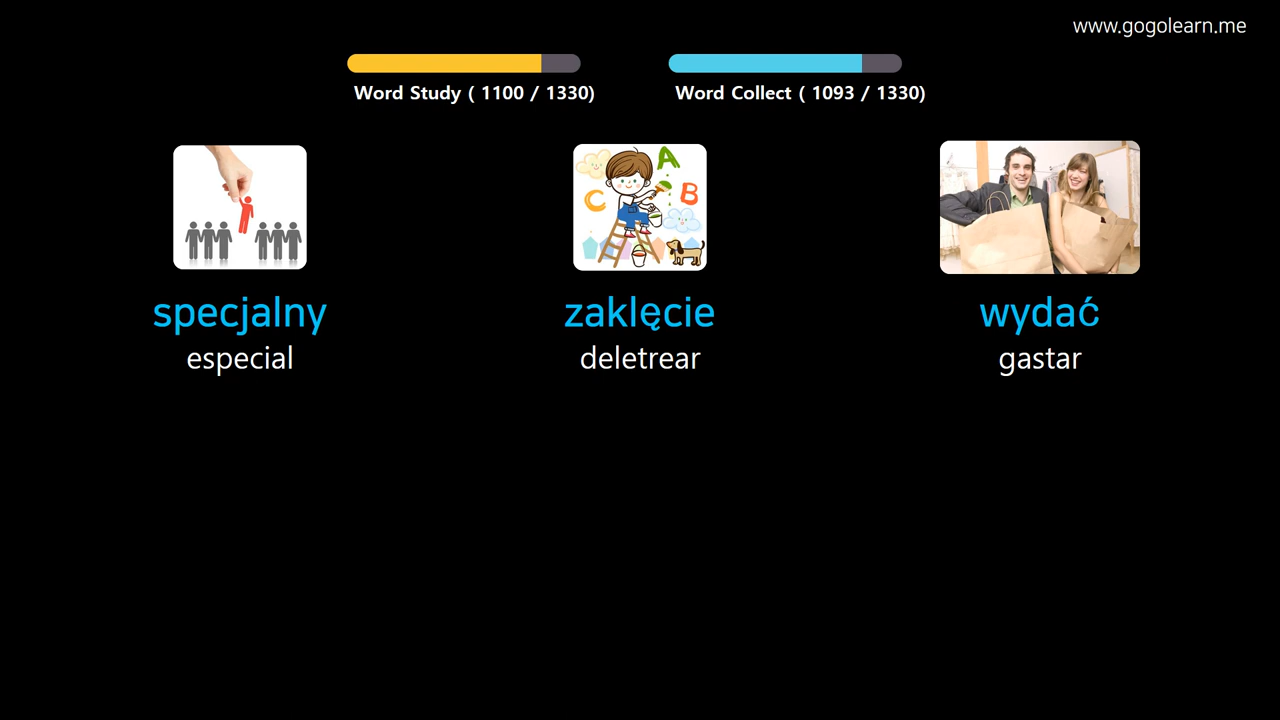 www.gogolearn.me
Word Study ( 1100 / 1330)
Word Collect ( 1093 / 1330)
A
B
C
specjalny
especial
zaklęcie
deletrear
wydać
gastar